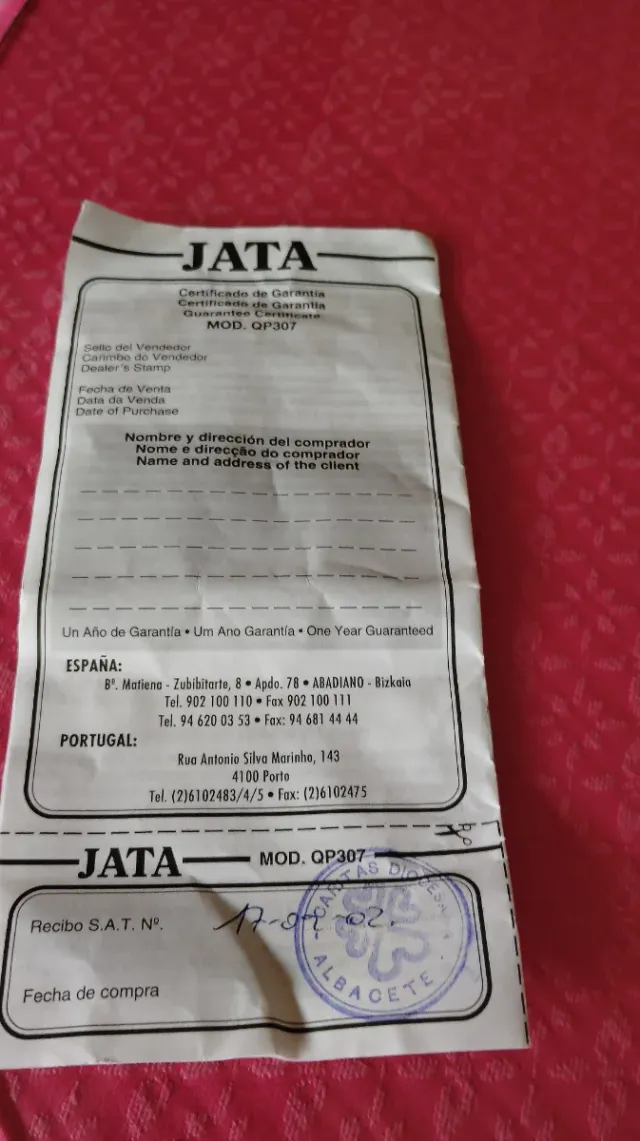 JATA
Certificado de Garantía
Certificado de Garantia
Guarantee Certificate
MOD. QP307
Sello del Vendedor
Carimbo do Vendedor
Dealer's Stamp
Fecha de Venta
Data da Venda
Date of Purchase
Nombre y dirección del comprador
Nome e direcção do comprador
Name and address of the client
Un Año de Garantía • Um Ano Garantía • One Year Guaranteed
ESPAÑA:
Bº. Matiena - Zubibitarte, 8 • Apdo. 78 • ABADIANO - Bizkaia
Tel. 902 100 110 • Fax 902 100 111
Tel. 94 620 03 53 • Fax: 94 681 44 44
PORTUGAL:
Rua Antonio Silva Marinho, 143
4100 Porto
Tel. (2)6102483/4/5 • Fax: (2)6102475
JATA MOD. QP307
Recibo S.A.T. Nº.
CARITAS
ALBACETE
Fecha de compra